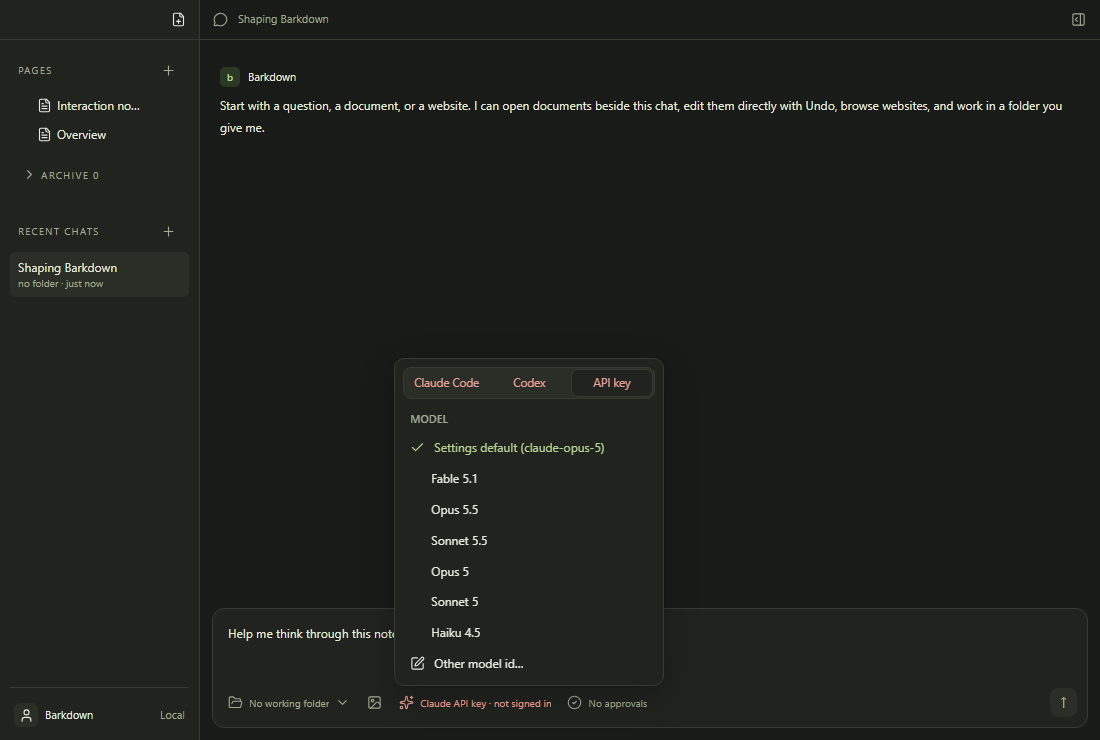 Shaping Barkdown
PAGES
Interaction no...
Overview
ARCHIVE 0
RECENT CHATS
Shaping Barkdown
no folder · just now
Barkdown
Local
b
Barkdown
Start with a question, a document, or a website. I can open documents beside this chat, edit them directly with Undo, browse websites, and work in a folder you
give me.
Claude Code
Codex
API key
MODEL
Settings default (claude-opus-5)
Fable 5.1
Opus 5.5
Sonnet 5.5
Opus 5
Sonnet 5
Haiku 4.5
Other model id...
Help me think through this note
No working folder
Claude API key · not signed in
No approvals